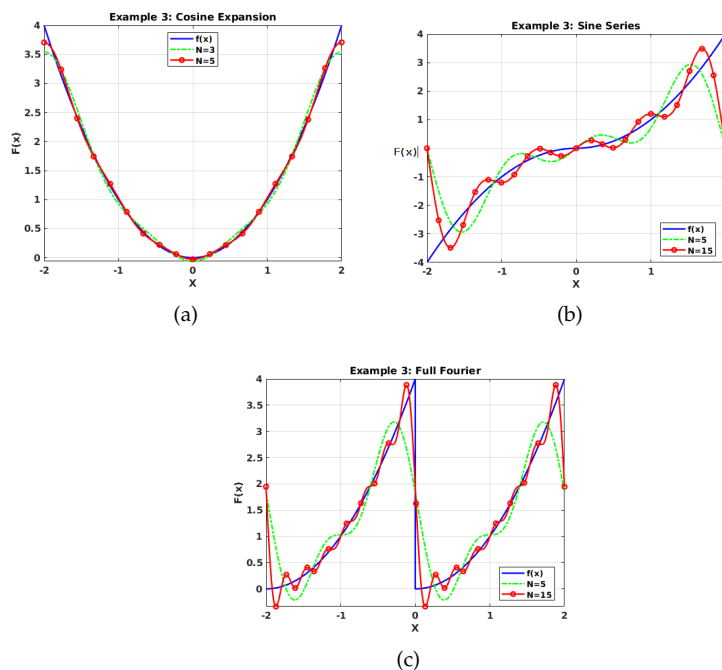 Example 3: Cosine Expansion
f(x)
N=3
N=5
4
3.5
3
2.5
2
1.5
1
0.5
0
F(x)
-2
-1
0
1
2
X
(a)
Example 3: Sine Series
4
3
2
1
F(x)
-1
-2
-3
-4
f(x)
N=5
N=15
-2
-1
0
1
X
(b)
Example 3: Full Fourier
4
3.5
3
2.5
2
1.5
1
0.5
0
F(x)
f(x)
N=5
N=15
-2
-1
0
1
2
X
(c)